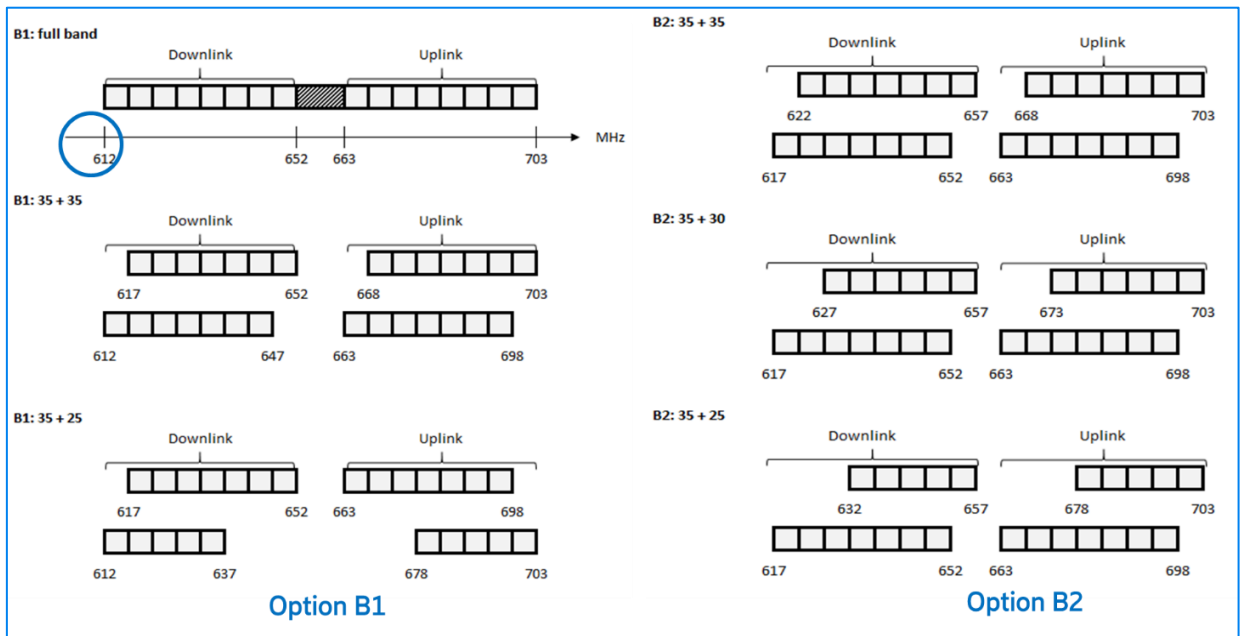 B1: full band
Downlink Uplink
MHz
612 652 663 703
B1: 35 + 35
Downlink Uplink
617 652 668 703
612 647 663 698
B1: 35 + 25
Downlink Uplink
617 652 663 698
612 637 678 703
Option B1
B2: 35 + 35
Downlink Uplink
622 657 668 703
617 652 663 698
B2: 35 + 30
Downlink Uplink
627 657 673 703
617 652 663 698
B2: 35 + 25
Downlink Uplink
632 657 678 703
617 652 663 698
Option B2